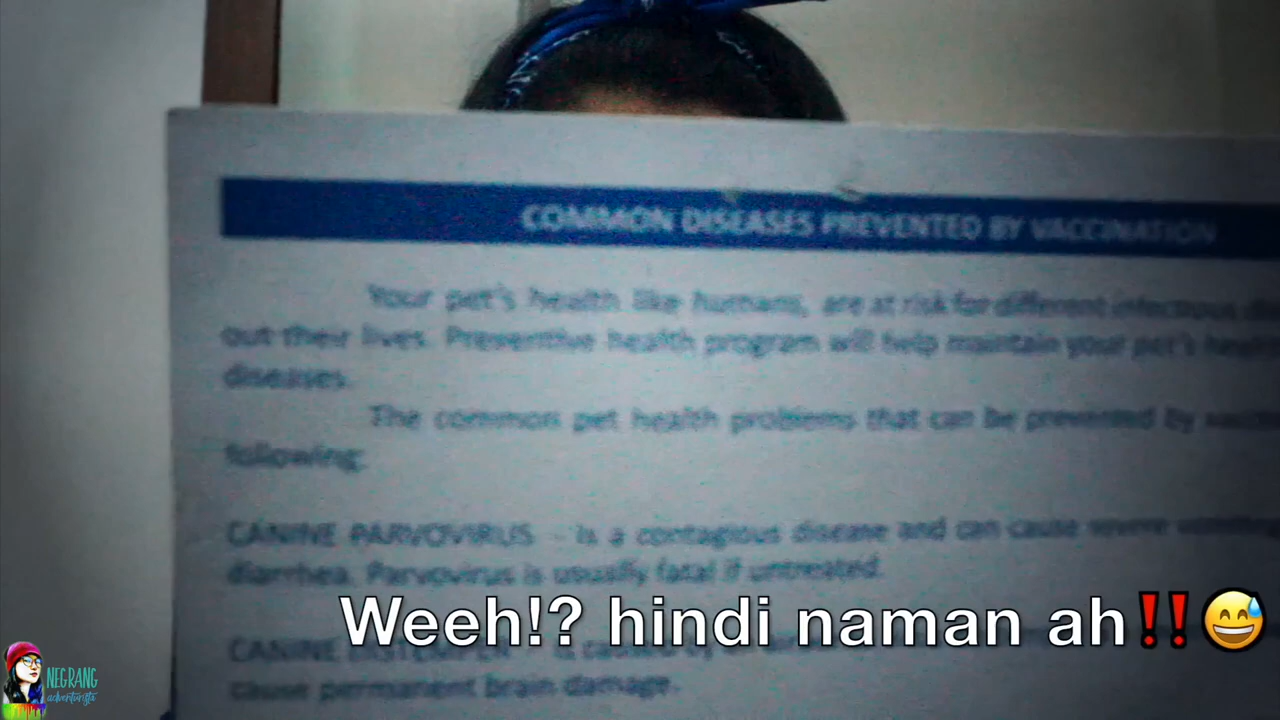 COMMON DISEASES PREVENTED BY VACCINATION
Your pet's health like humans, are at risk for different infectious
out their lives. Preventive health program will help maintain your pet's
diseases.
The common pet health problems that can be prevented by
following:
CANINE PARVOVIRUS - is a contagious disease and can cause severe
diarrhea. Parvovirus is usually fatal if untreated.
Weeh!? hindi naman ah‼️😅
CANINE
cause permanent brain damage.
NEGRANG
adventurista